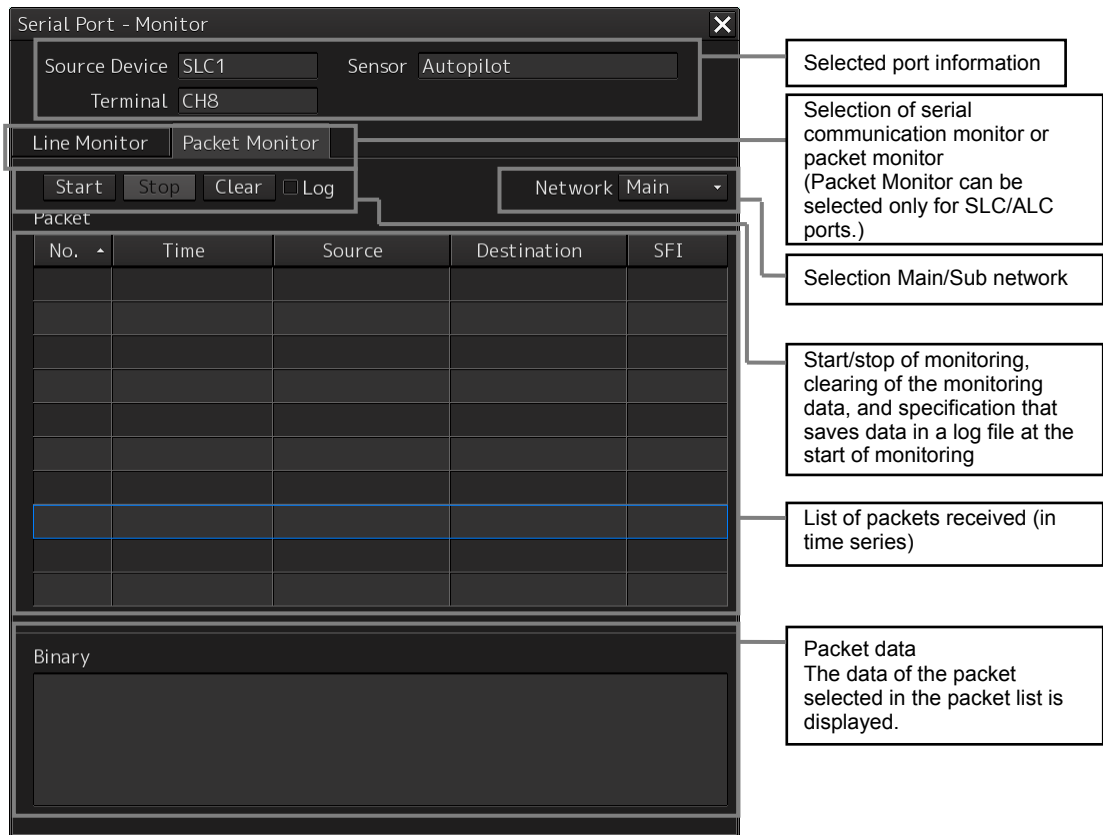 Serial Port - Monitor
Source Device SLC1 Sensor Autopilot
Terminal CH8
Line Monitor Packet Monitor
Start Stop Clear Log Network Main
Packet
No. Time Source Destination SFI
Binary
Selected port information
Selection of serial
communication monitor or
packet monitor
(Packet Monitor can be
selected only for SLC/ALC
ports.)
Selection Main/Sub network
Start/stop of monitoring,
clearing of the monitoring
data, and specification that
saves data in a log file at the
start of monitoring
List of packets received (in
time series)
Packet data
The data of the packet
selected in the packet list is
displayed.